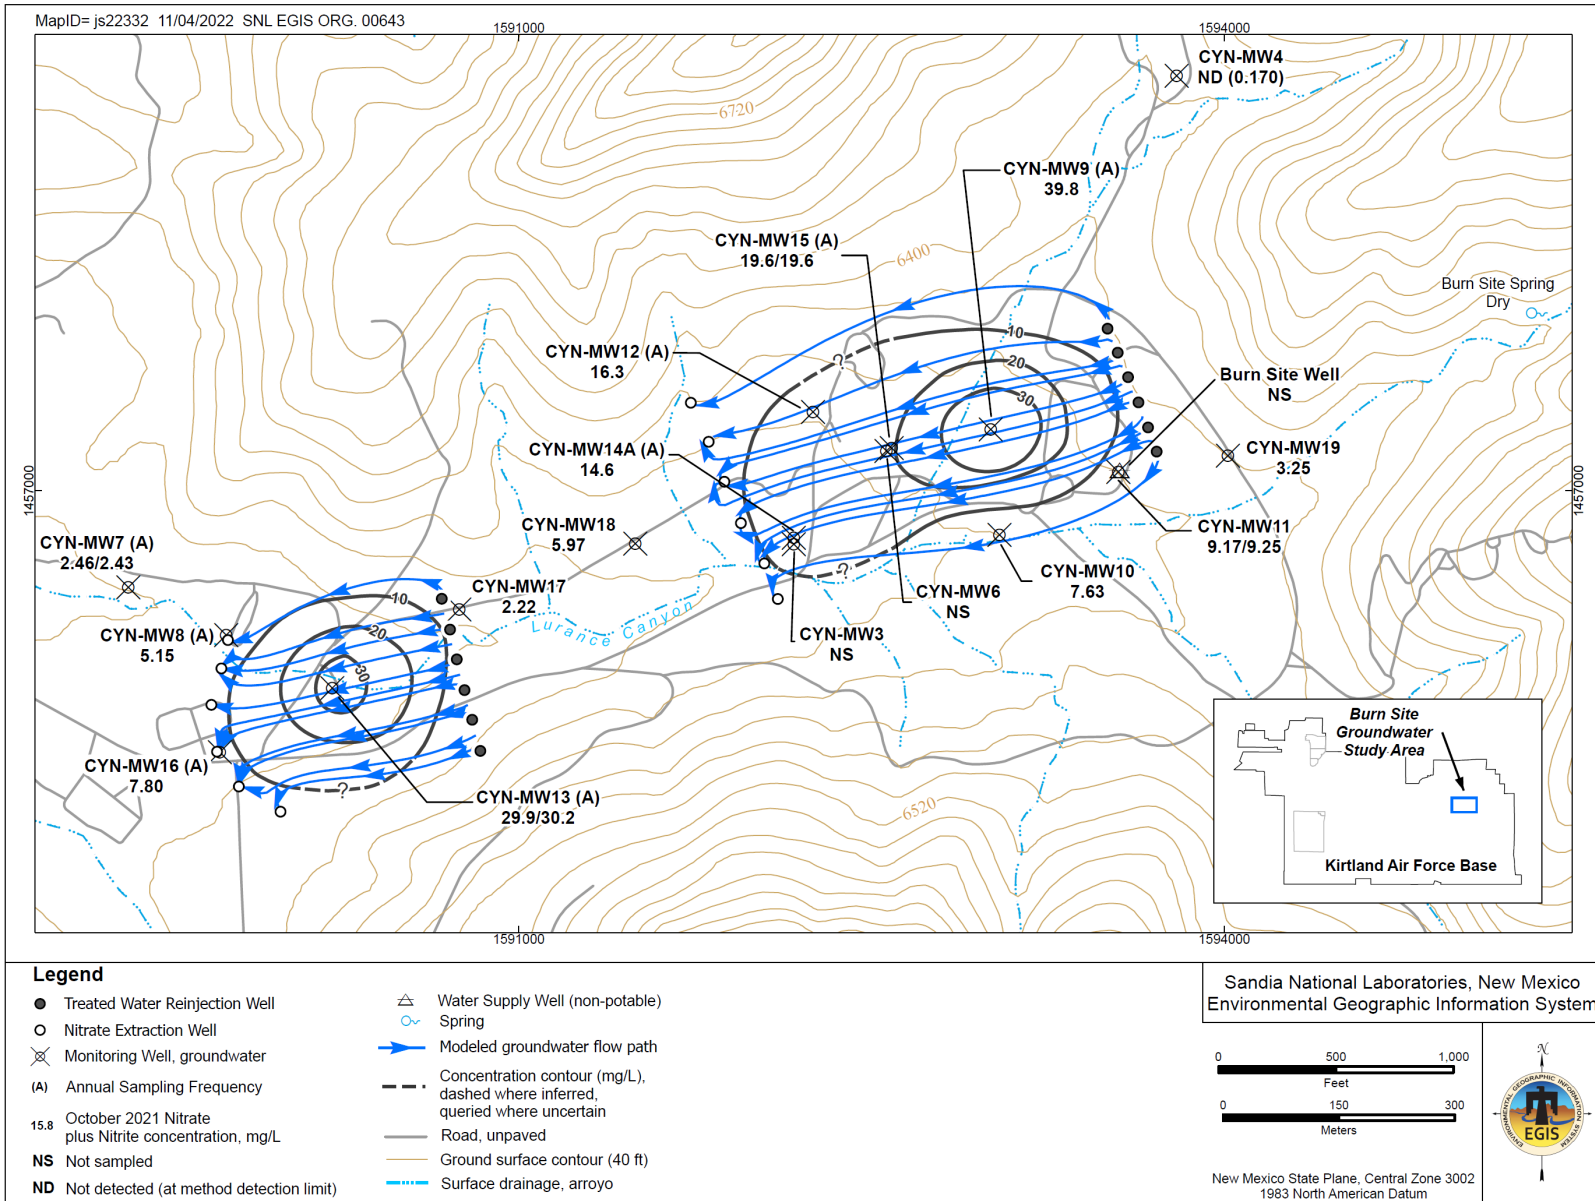 MapID= js22332 11/04/2022 SNL EGIS ORG. 00643
1591000
1594000
CYN-MW4
ND (0.170)
6720
CYN-MW9 (A)
39.8
CYN-MW15 (A)
19.6/19.6
6400
Burn Site Spring
Dry
10
?
CYN-MW12 (A)
16.3
20
Burn Site Well
NS
30
CYN-MW14A (A)
14.6
CYN-MW19
3.25
1457000
1457000
CYN-MW18
5.97
CYN-MW11
9.17/9.25
CYN-MW7 (A)
2.46/2.43
?
CYN-MW10
7.63
CYN-MW17
2.22
10
CYN-MW6
NS
Lurance Canyon
CYN-MW8 (A)
5.15
20
CYN-MW3
NS
30
Burn Site
Groundwater
Study Area
CYN-MW16 (A)
7.80
?
CYN-MW13 (A)
29.9/30.2
6520
Kirtland Air Force Base
1591000
1594000
Legend
Treated Water Reinjection Well
Nitrate Extraction Well
Monitoring Well, groundwater
(A) Annual Sampling Frequency
15.8 October 2021 Nitrate
plus Nitrite concentration, mg/L
NS Not sampled
ND Not detected (at method detection limit)
Water Supply Well (non-potable)
Spring
Modeled groundwater flow path
Concentration contour (mg/L),
dashed where inferred,
queried where uncertain
Road, unpaved
Ground surface contour (40 ft)
Surface drainage, arroyo
Sandia National Laboratories, New Mexico
Environmental Geographic Information System
0 500 1,000
Feet
0 150 300
Meters
New Mexico State Plane, Central Zone 3002
1983 North American Datum
N
ENVIRONMENTAL GEOGRAPHIC INFORMATION SYSTEM
EGIS